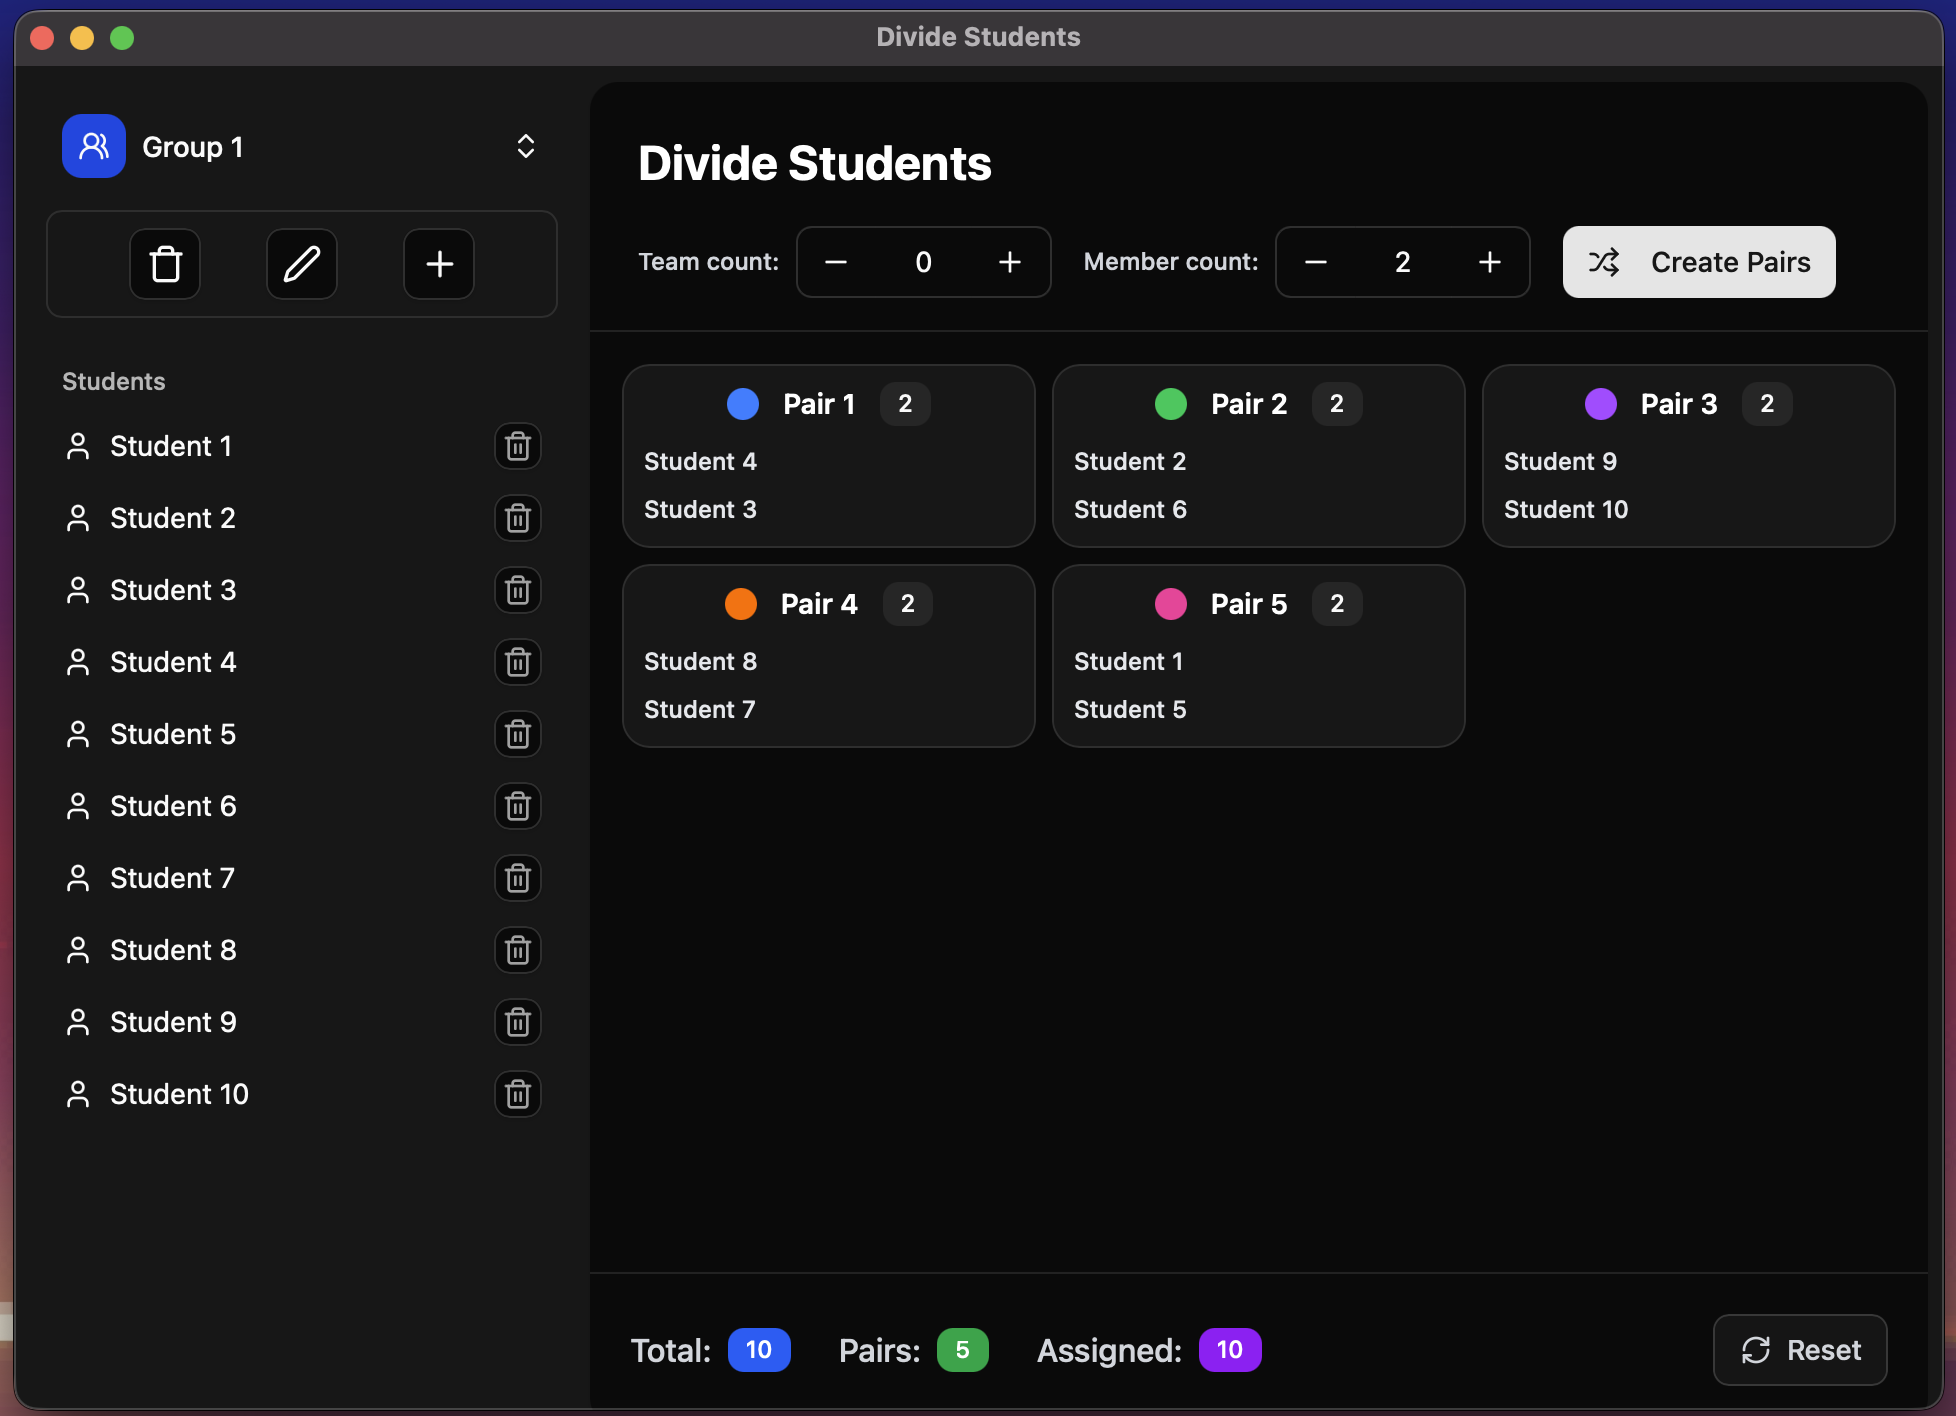 Divide Students
Group 1
Students
Student 1
Student 2
Student 3
Student 4
Student 5
Student 6
Student 7
Student 8
Student 9
Student 10
Divide Students
Team count: 0 Member count: 2 Create Pairs
Pair 1 2
Student 4
Student 3
Pair 2 2
Student 2
Student 6
Pair 3 2
Student 9
Student 10
Pair 4 2
Student 8
Student 7
Pair 5 2
Student 1
Student 5
Total: 10 Pairs: 5 Assigned: 10 Reset